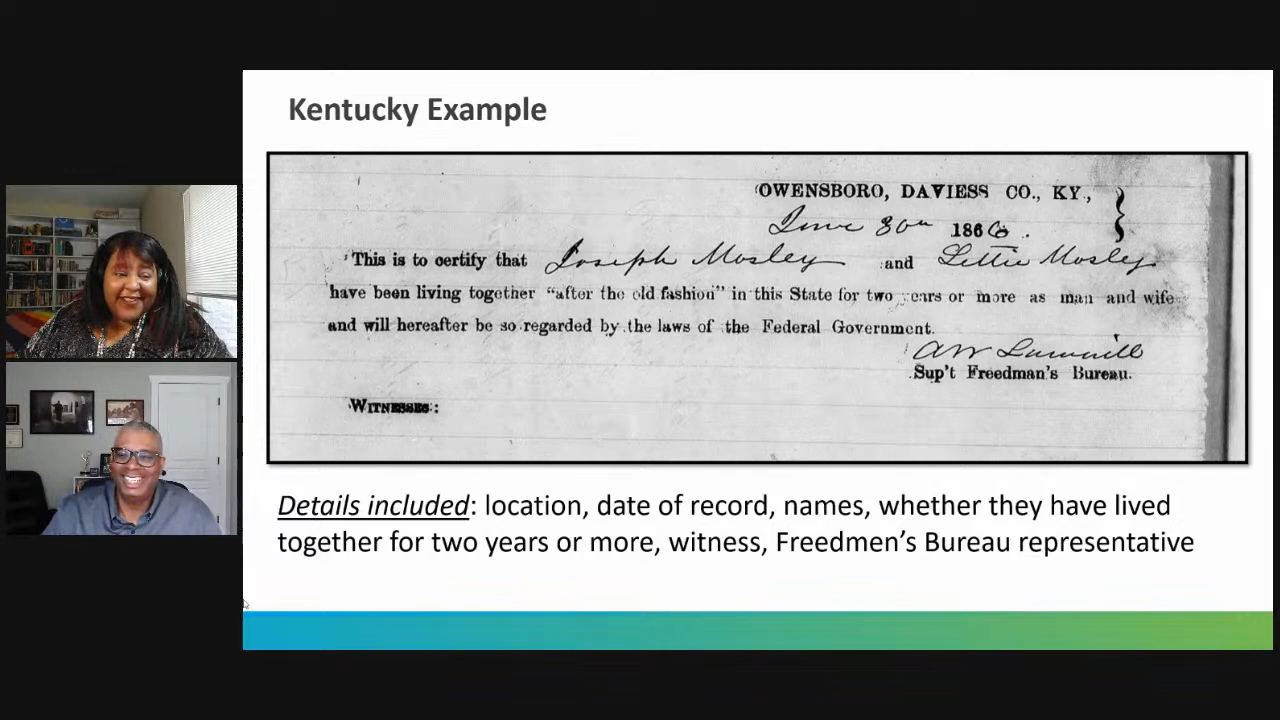 Kentucky Example
OWENSBORO, DAVIESS CO., KY.,
June 30th 1866.
This is to certify that Joseph Mosley and Lettie Mosley
have been living together "after the old fashion" in this State for two years or more as man and wife
and will hereafter be so regarded by the laws of the Federal Government.
A W
Sup't Freedman's Bureau.
WITNESSES:
Details included: location, date of record, names, whether they have lived
together for two years or more, witness, Freedmen's Bureau representative